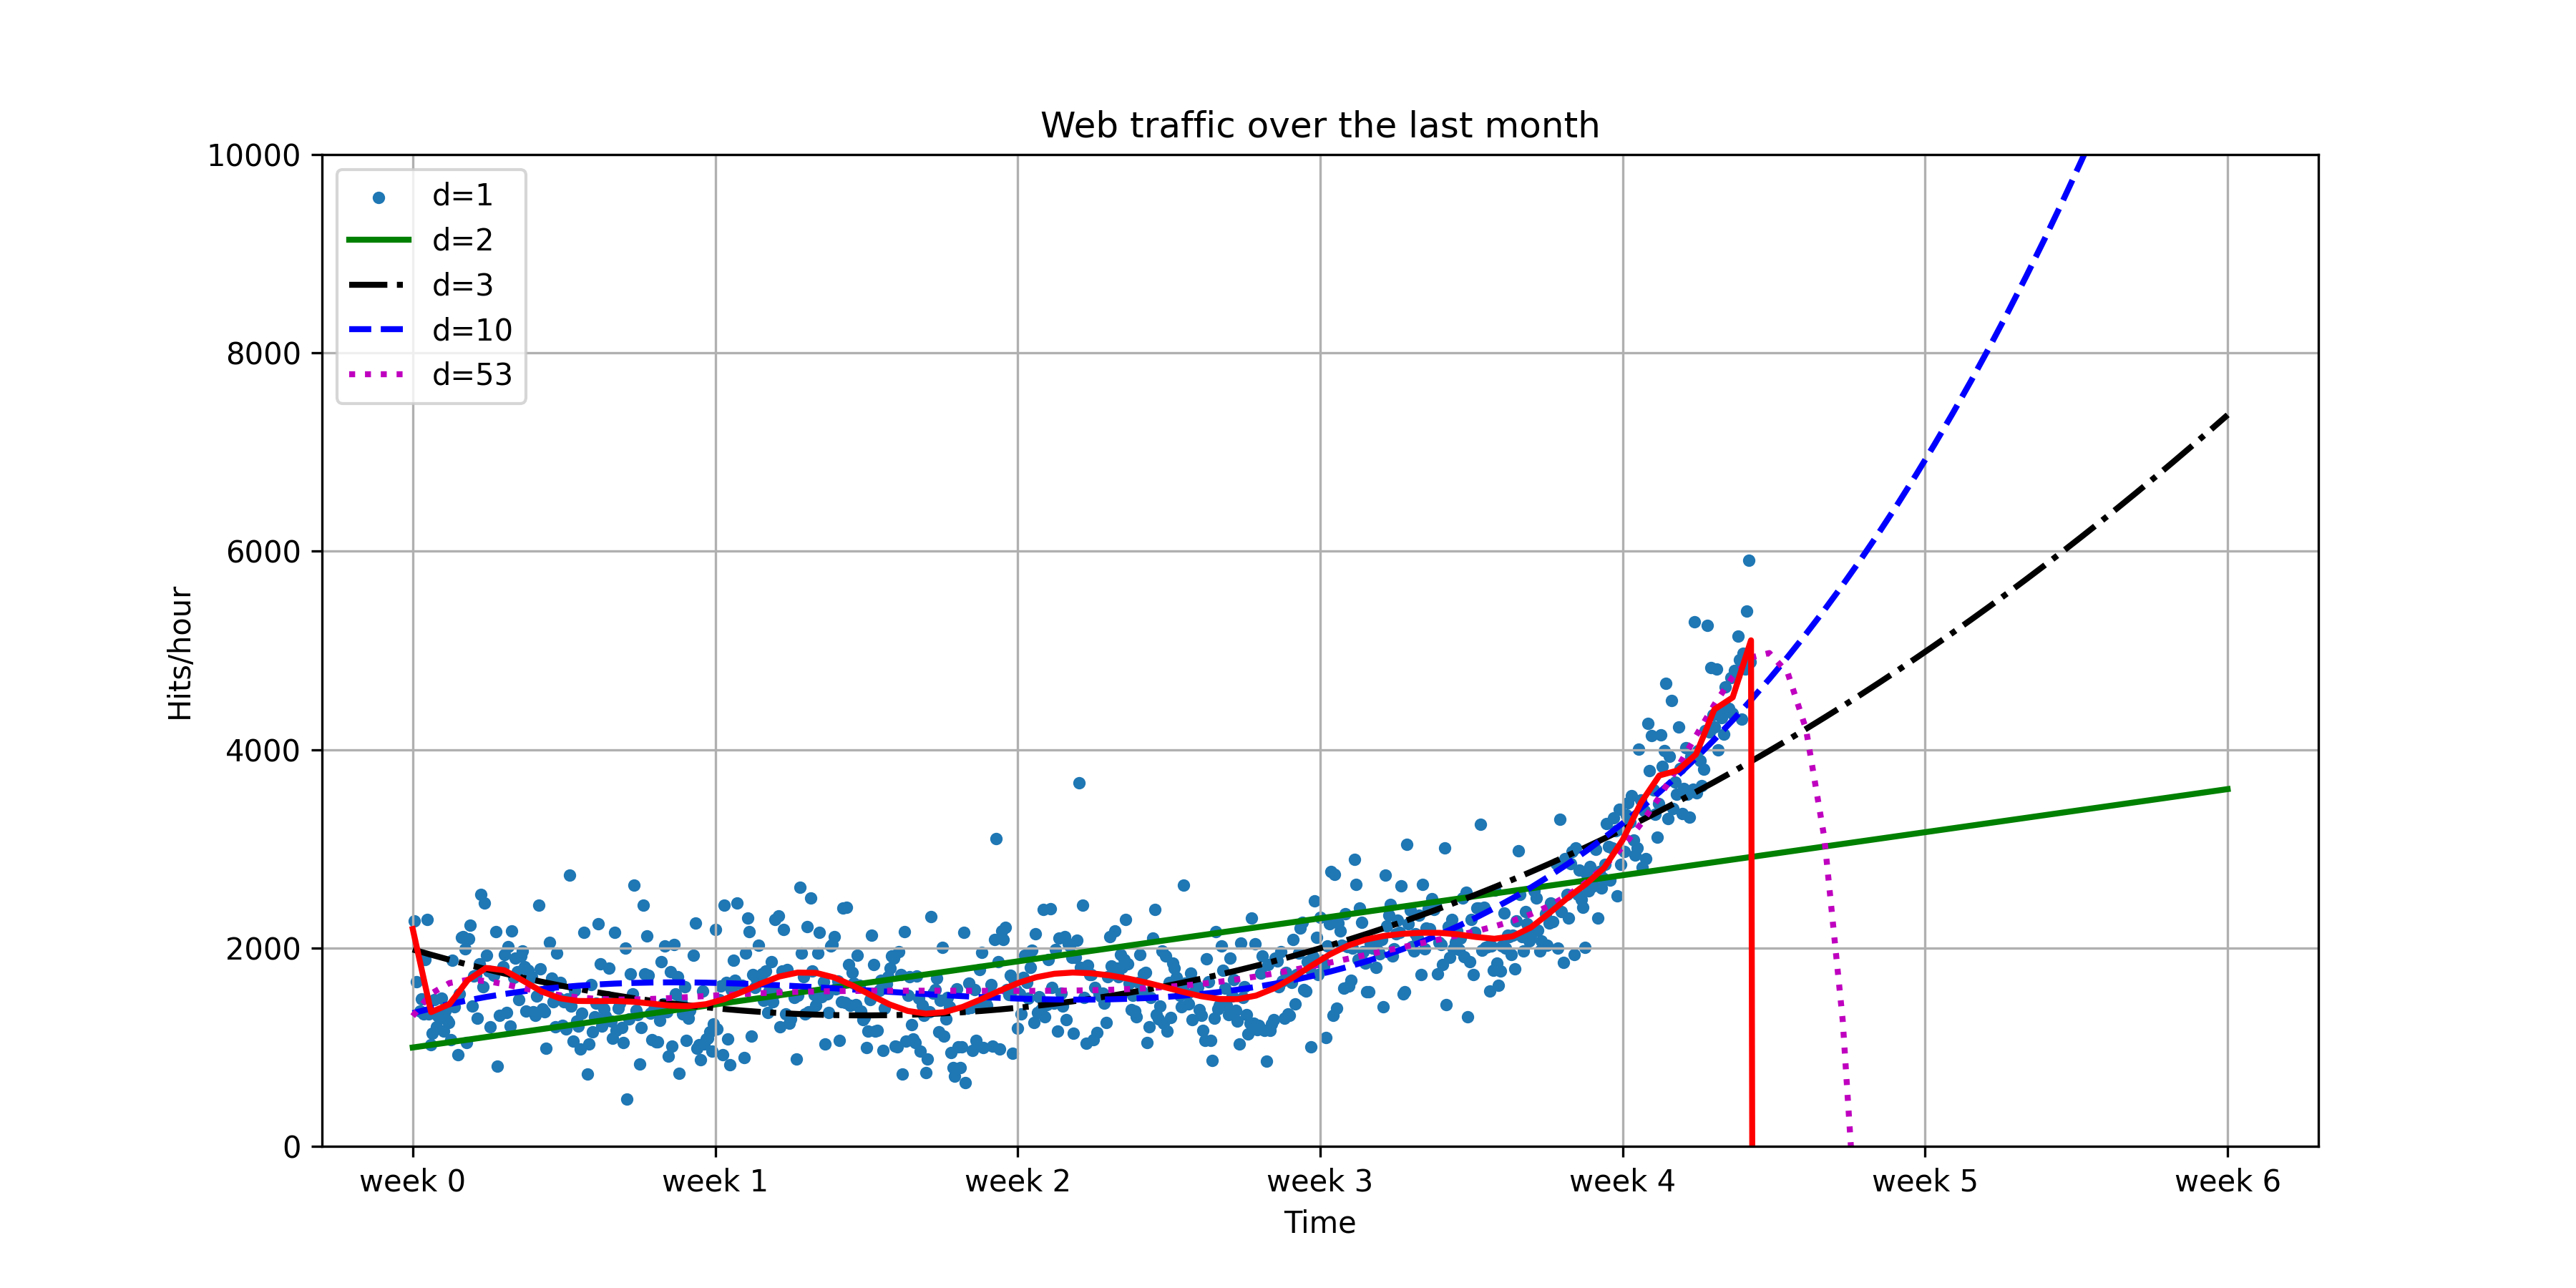 Web traffic over the last month
10000
8000
6000
4000
2000
0
Hits/hour
d=1
d=2
d=3
d=10
d=53
week 0 week 1 week 2 week 3 week 4 week 5 week 6
Time